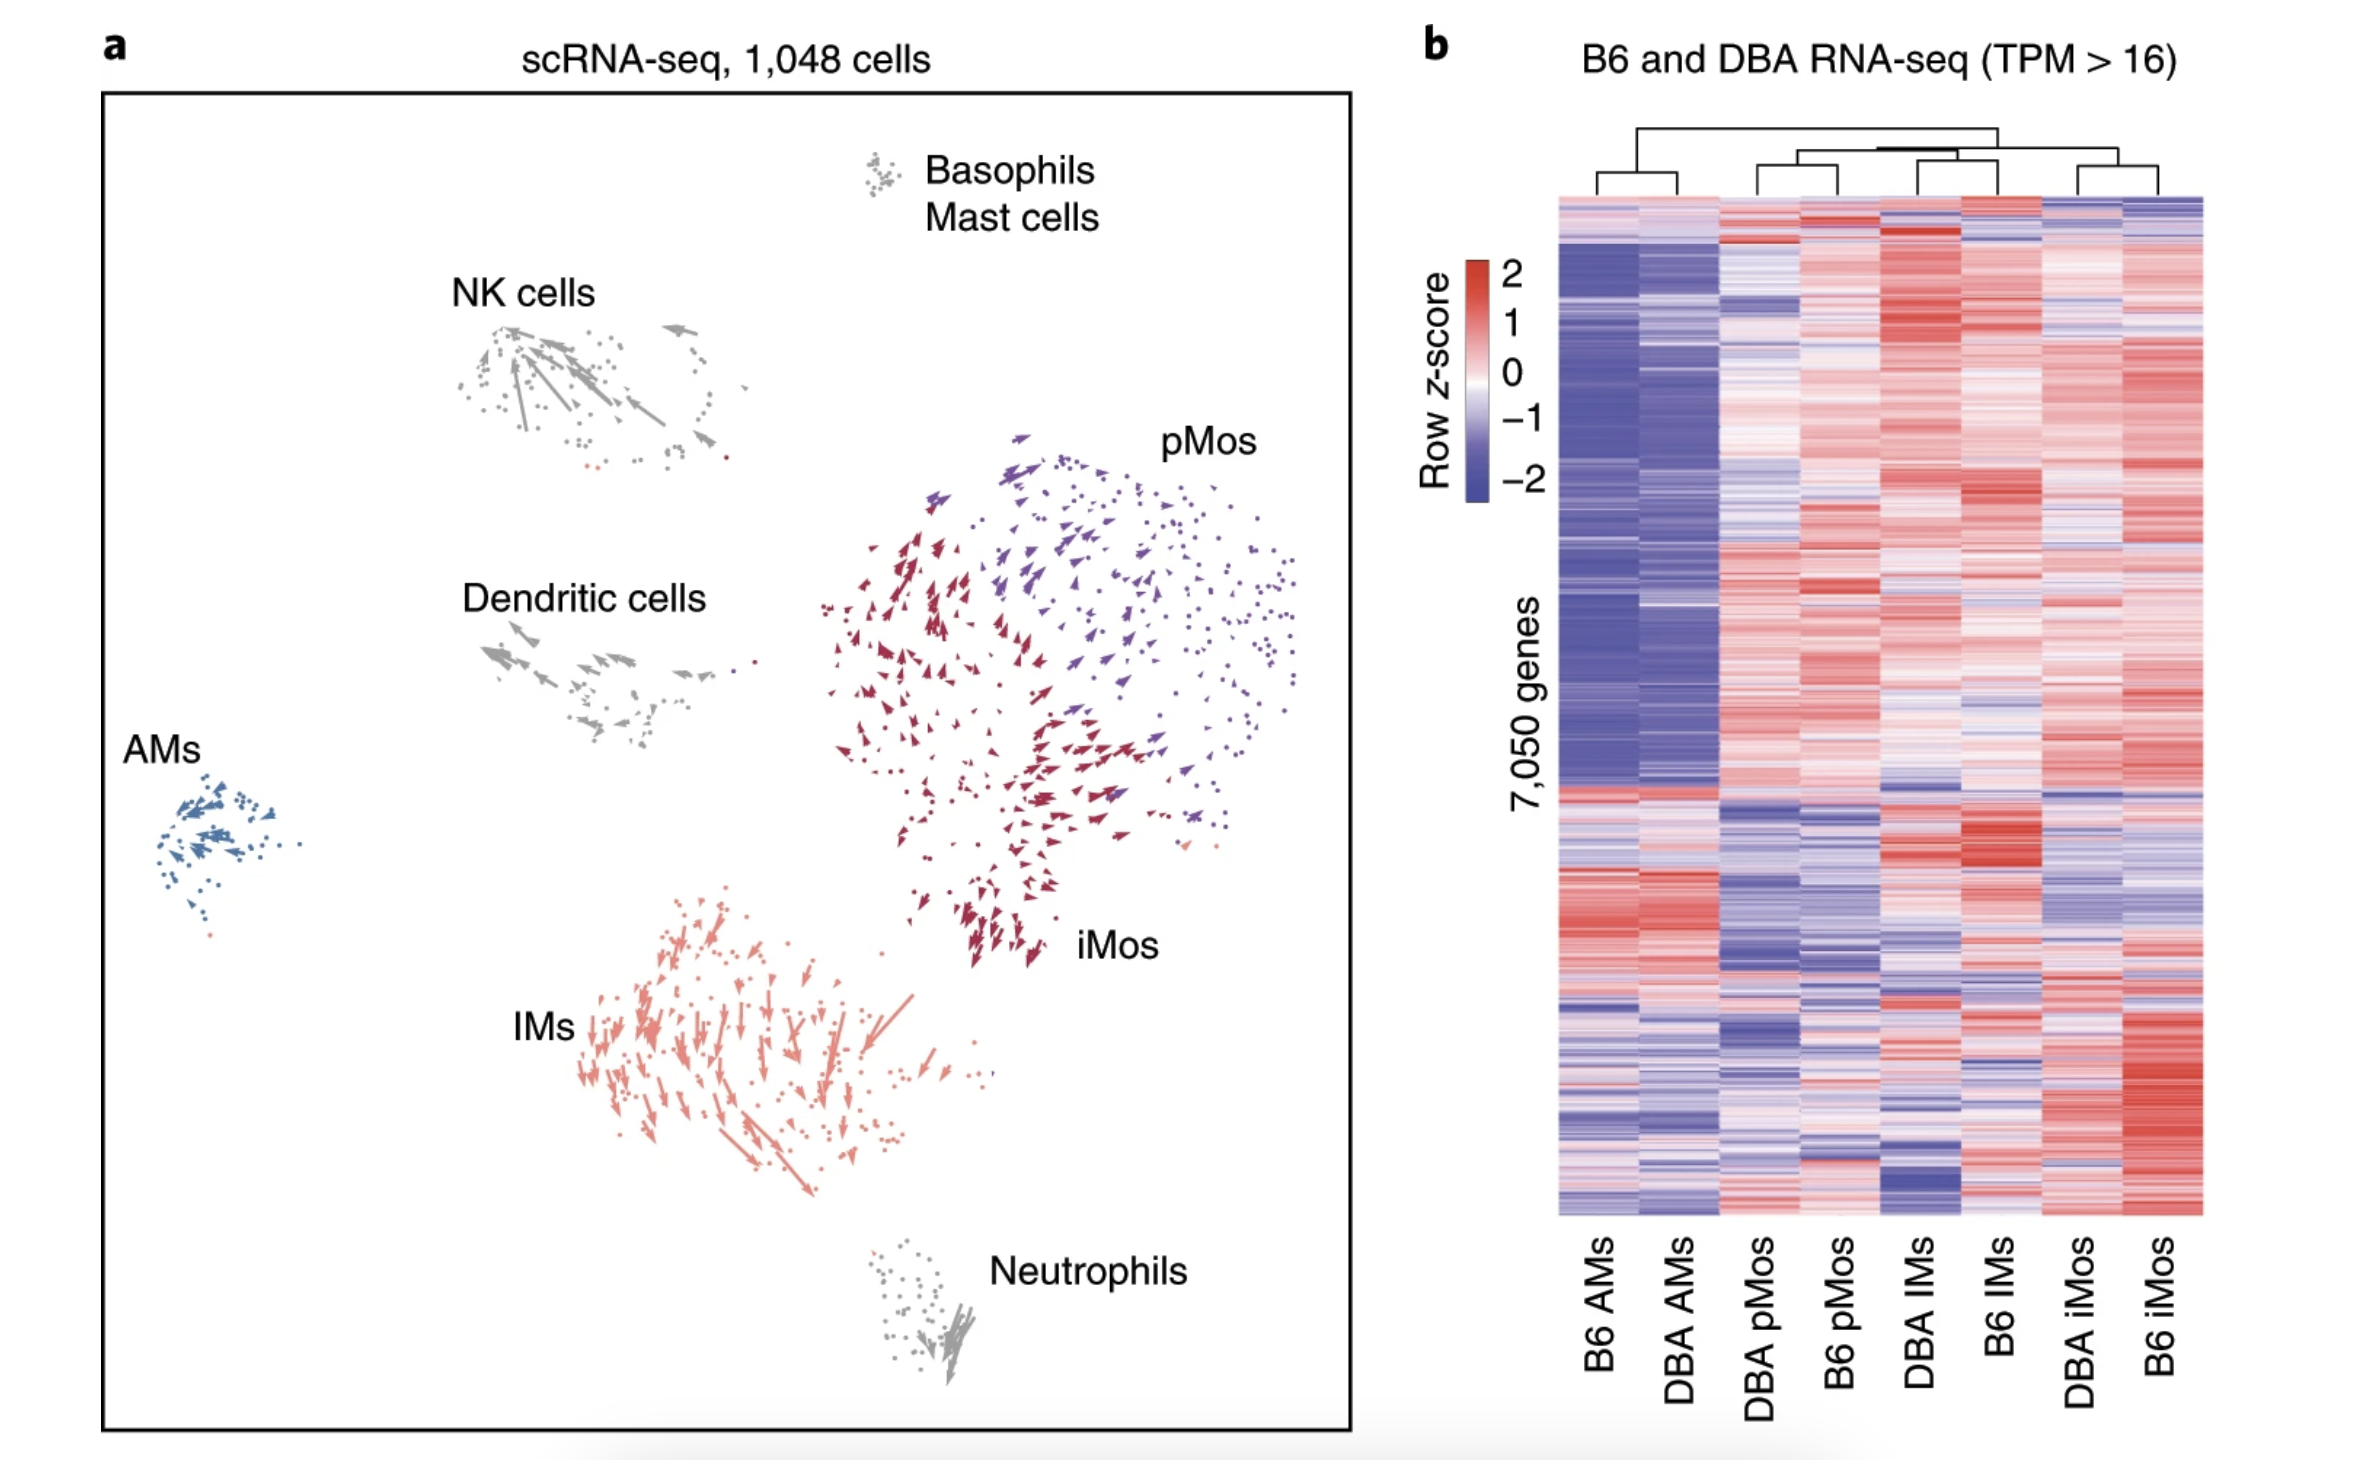 a
scRNA-seq, 1,048 cells
Basophils
Mast cells
NK cells
pMos
Dendritic cells
AMs
iMos
IMs
Neutrophils
b
B6 and DBA RNA-seq (TPM > 16)
Row z-score
2
1
0
−1
−2
7,050 genes
B6 AMs
DBA AMs
DBA pMos
B6 pMos
DBA IMs
B6 IMs
DBA iMos
B6 iMos